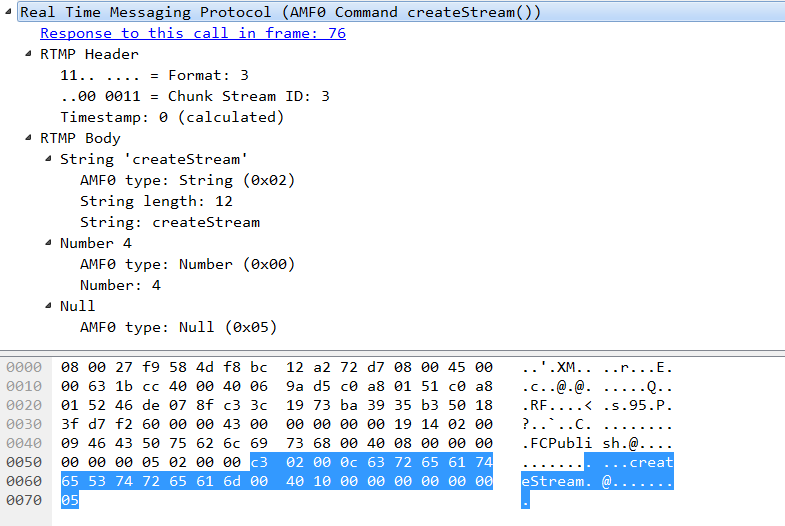 Real Time Messaging Protocol (AMF0 Command createStream())
Response to this call in frame: 76
RTMP Header
11.. .... = Format: 3
..00 0011 = Chunk Stream ID: 3
Timestamp: 0 (calculated)
RTMP Body
String 'createStream'
AMF0 type: String (0x02)
String length: 12
String: createStream
Number 4
AMF0 type: Number (0x00)
Number: 4
Null
AMF0 type: Null (0x05)
0000 08 00 27 f9 58 4d f8 bc 12 a2 72 d7 08 00 45 00 ..'.XM.. ..r...E.
0010 00 63 1b cc 40 00 40 06 9a d5 c0 a8 01 51 c0 a8 .c..@.@. .....Q..
0020 01 52 46 de 07 8f c3 3c 19 73 ba 39 35 b3 50 18 .RF....< .s.95.P.
0030 3f d7 f2 60 00 00 43 00 00 00 00 00 19 14 02 00 ?..`..C. ........
0040 09 46 43 50 75 62 6c 69 73 68 00 40 08 00 00 00 .FCPubli sh.@....
0050 00 00 00 05 02 00 00 c3 02 00 0c 63 72 65 61 74 ........ ...creat
0060 65 53 74 72 65 61 6d 00 40 10 00 00 00 00 00 00 eStream. @.......
0070 05 .